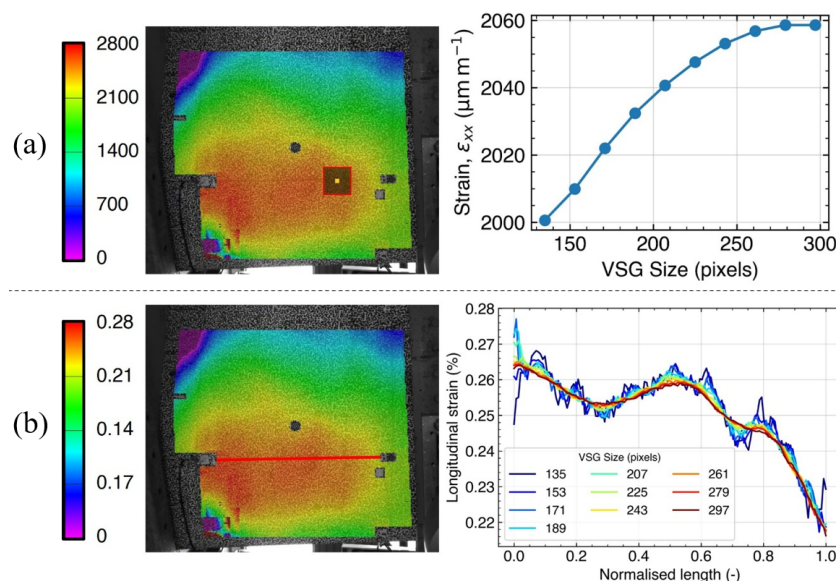 (a)
2800
2100
1400
700
0
2060
2040
2020
2000
Strain, εxx (μm m−1)
150
200
250
300
VSG Size (pixels)
(b)
0.28
0.21
0.17
0.14
0
0.28
0.27
0.26
0.25
0.24
0.23
0.22
Longitudinal strain (%)
VSG Size (pixels)
135 207 261
153 225 279
171 243 297
189
0.0 0.2 0.4 0.6 0.8 1.0
Normalised length (-)